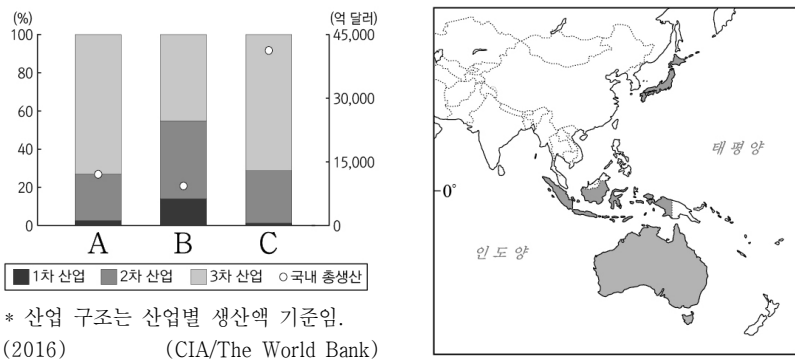 (%)
(억 달러)
100
80
60
40
20
0
45,000
30,000
15,000
0
A B C
1차 산업 2차 산업 3차 산업 국내 총생산
* 산업 구조는 산업별 생산액 기준임.
(2016) (CIA/The World Bank)
태평양
0°
인도양